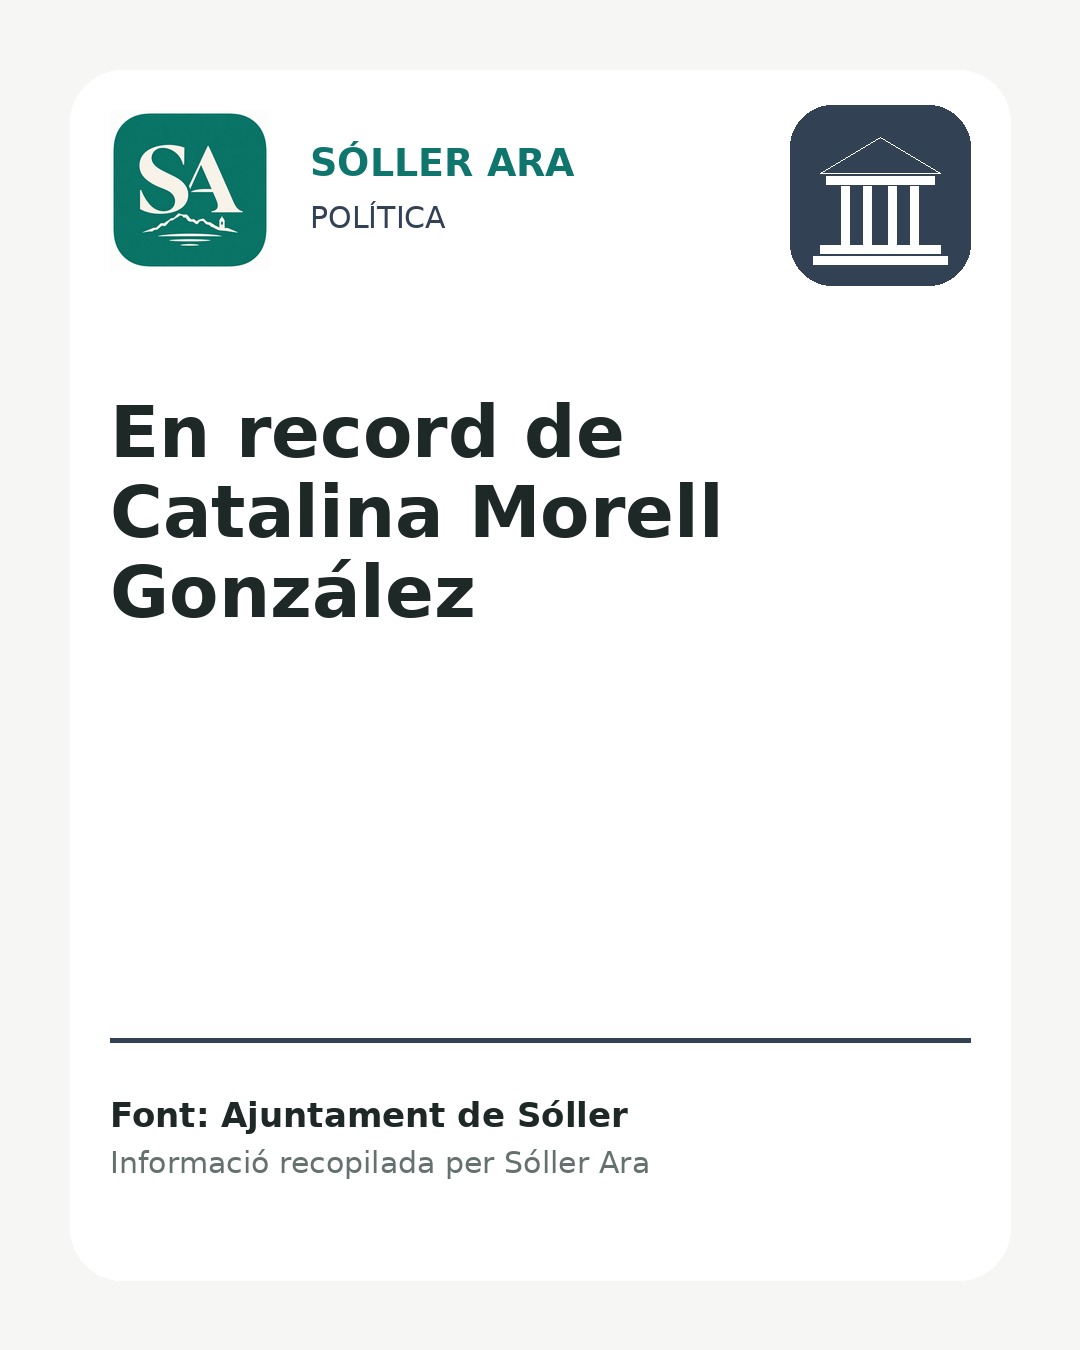 SA
SÓLLER ARA
POLÍTICA
En record de
Catalina Morell
González
Font: Ajuntament de Sóller
Informació recopilada per Sóller Ara